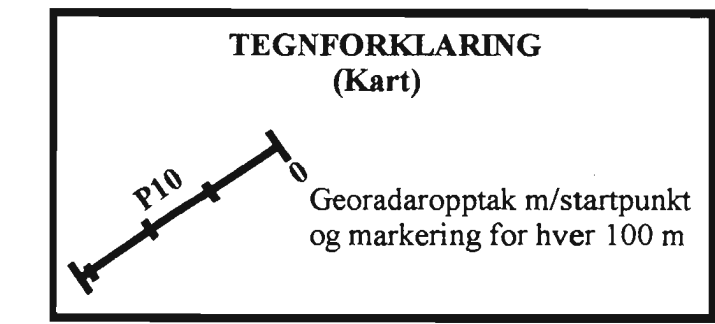 TEGNFORKLARING
(Kart)
P10
0
Georadaropptak m/startpunkt
og markering for hver 100 m